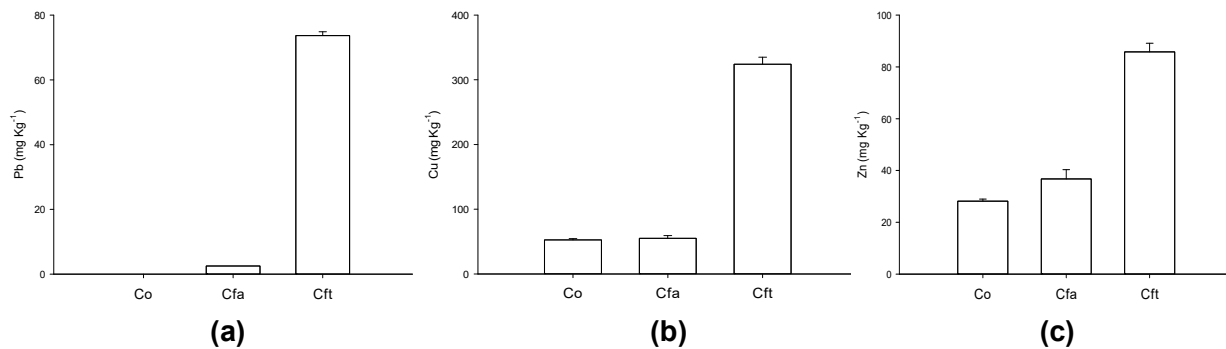 80
60
40
20
0
Pb (mg Kg⁻¹)
Co Cfa Cft
(a)
400
300
200
100
0
Cu (mg Kg⁻¹)
Co Cfa Cft
(b)
100
80
60
40
20
0
Zn (mg Kg⁻¹)
Co Cfa Cft
(c)